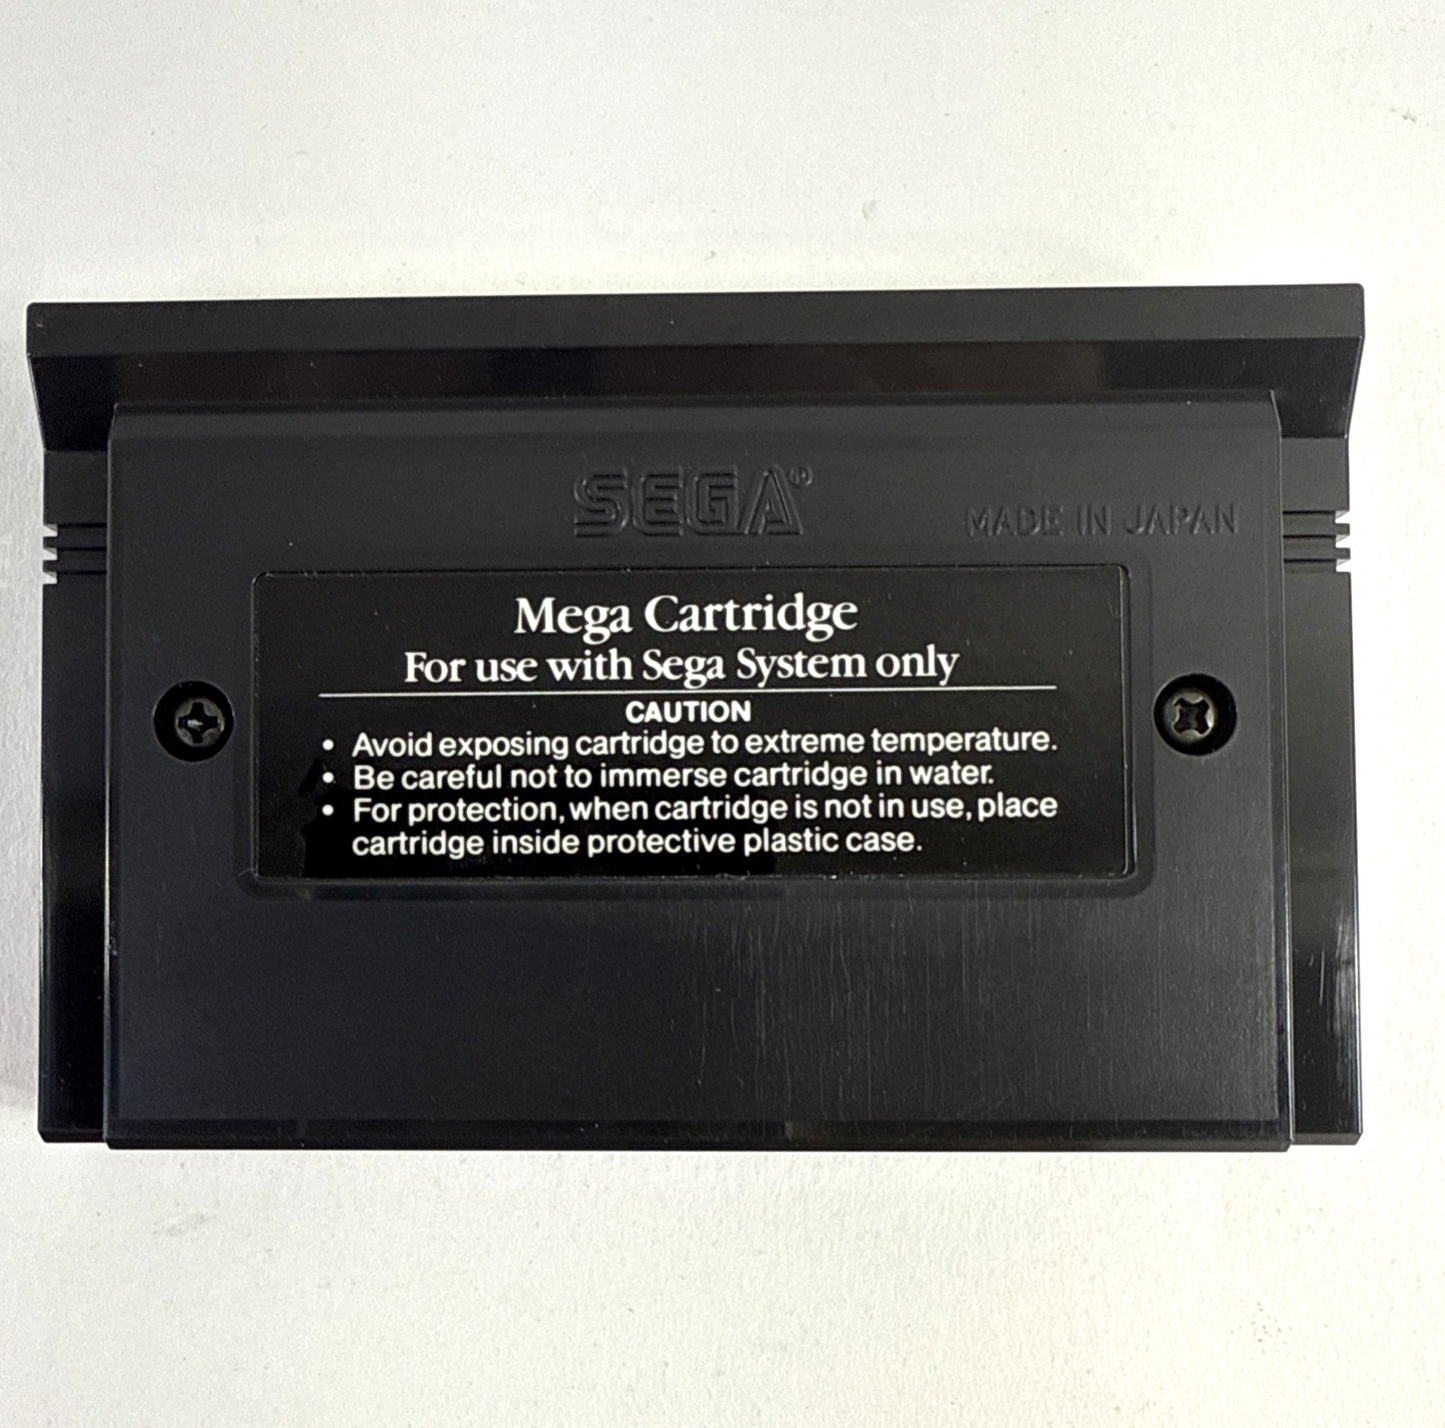 SEGA®
MADE IN JAPAN
Mega Cartridge
For use with Sega System only
CAUTION
• Avoid exposing cartridge to extreme temperature.
• Be careful not to immerse cartridge in water.
• For protection, when cartridge is not in use, place
cartridge inside protective plastic case.